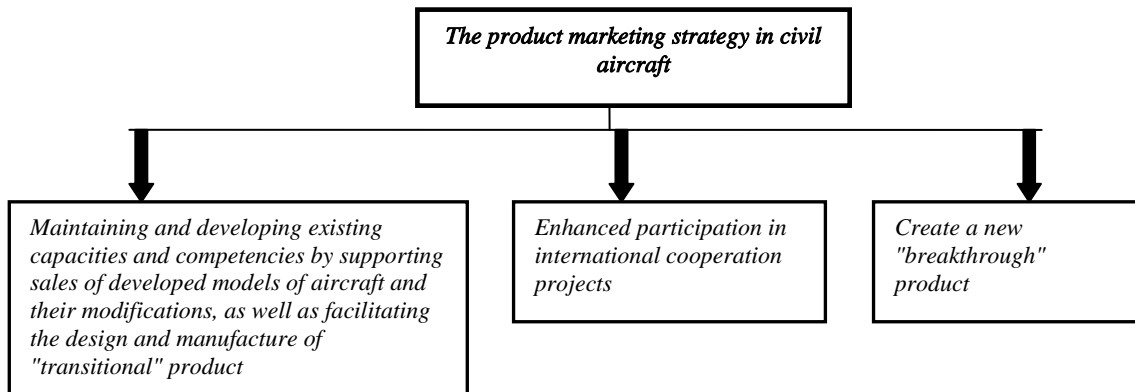 The product marketing strategy in civil
aircraft
Maintaining and developing existing
capacities and competencies by supporting
sales of developed models of aircraft and
their modifications, as well as facilitating
the design and manufacture of
"transitional" product
Enhanced participation in
international cooperation
projects
Create a new
"breakthrough"
product